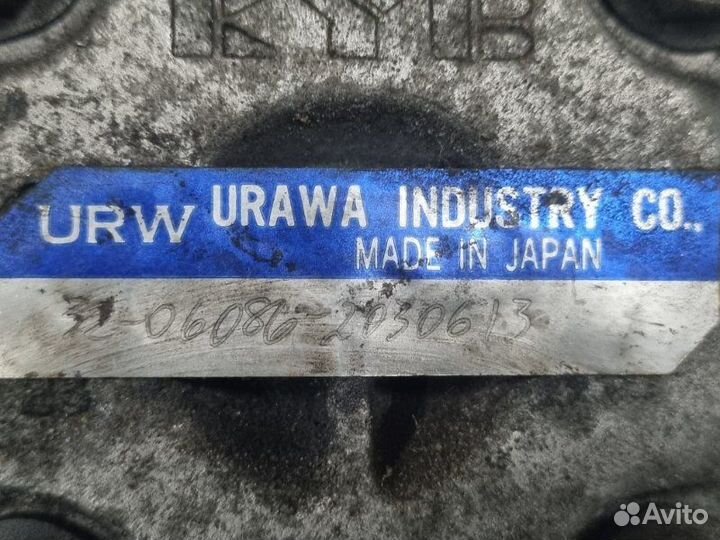 KYB
URW URAWA INDUSTRY CO.,
MADE IN JAPAN
32-06086-2030613
Avito